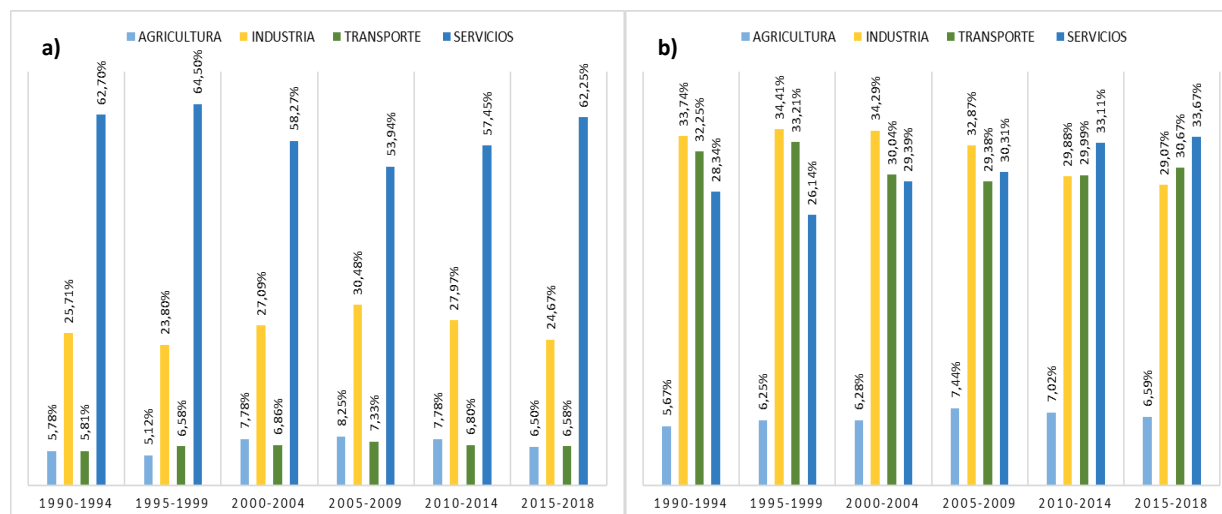 a)
AGRICULTURA INDUSTRIA TRANSPORTE SERVICIOS
5,78% 25,71% 5,81% 62,70%
5,12% 23,80% 6,58% 64,50%
7,78% 27,09% 6,86% 58,27%
8,25% 30,48% 7,33% 53,94%
7,78% 27,97% 6,80% 57,45%
6,50% 24,67% 6,58% 62,25%
1990-1994 1995-1999 2000-2004 2005-2009 2010-2014 2015-2018
b)
AGRICULTURA INDUSTRIA TRANSPORTE SERVICIOS
5,67% 33,74% 32,25% 28,34%
6,25% 34,41% 33,21% 26,14%
6,28% 34,29% 30,04% 29,39%
7,44% 32,87% 29,38% 30,31%
7,02% 29,88% 29,99% 33,11%
6,59% 29,07% 30,67% 33,67%
1990-1994 1995-1999 2000-2004 2005-2009 2010-2014 2015-2018